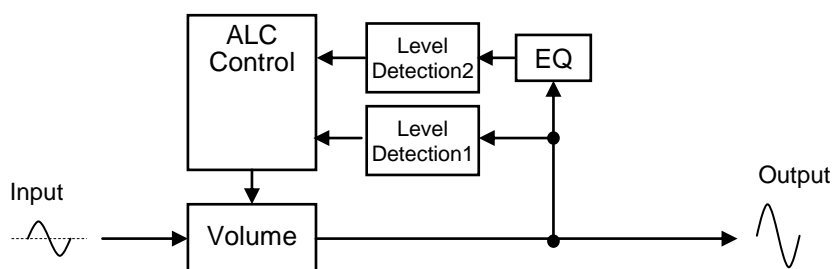 ALC
Control
Level
Detection2
EQ
Level
Detection1
Input
Volume
Output